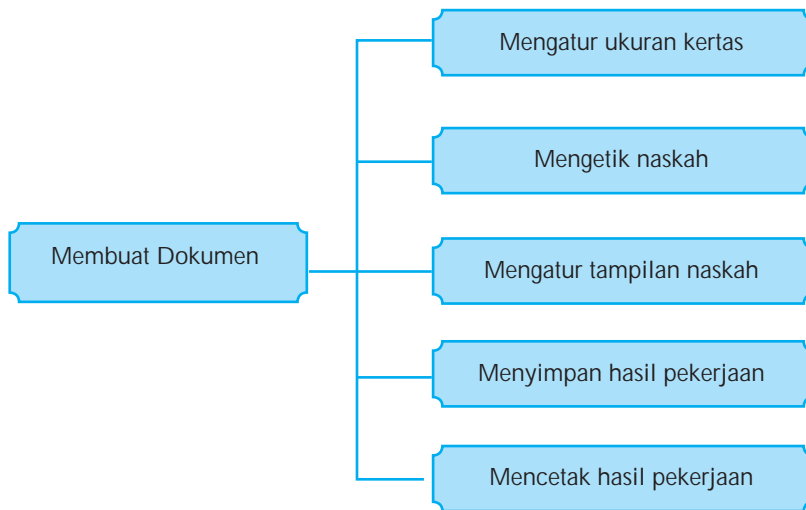 Mengatur ukuran kertas
Mengetik naskah
Membuat Dokumen
Mengatur tampilan naskah
Menyimpan hasil pekerjaan
Mencetak hasil pekerjaan